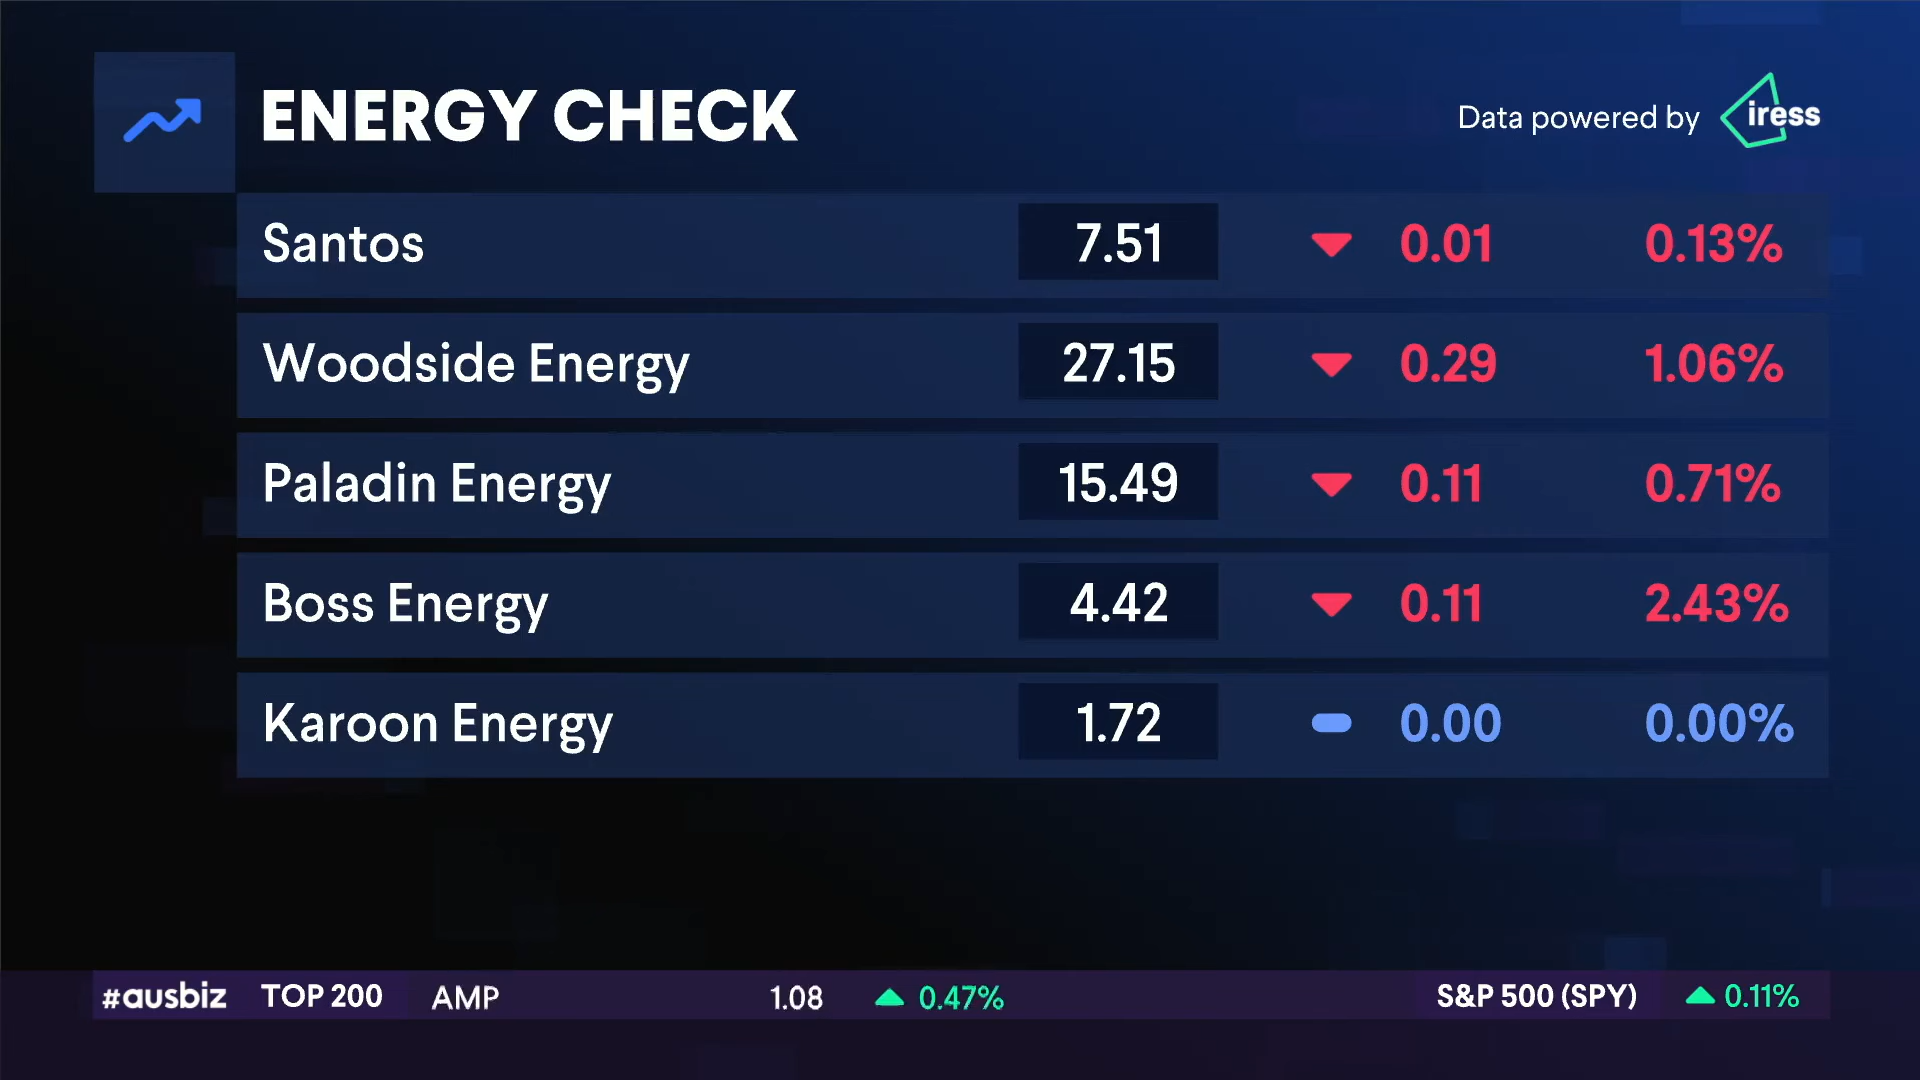 ENERGY CHECK
Data powered by iress
Santos 7.51 0.01 0.13%
Woodside Energy 27.15 0.29 1.06%
Paladin Energy 15.49 0.11 0.71%
Boss Energy 4.42 0.11 2.43%
Karoon Energy 1.72 0.00 0.00%
#ausbiz TOP 200 AMP 1.08 0.47% S&P 500 (SPY) 0.11%